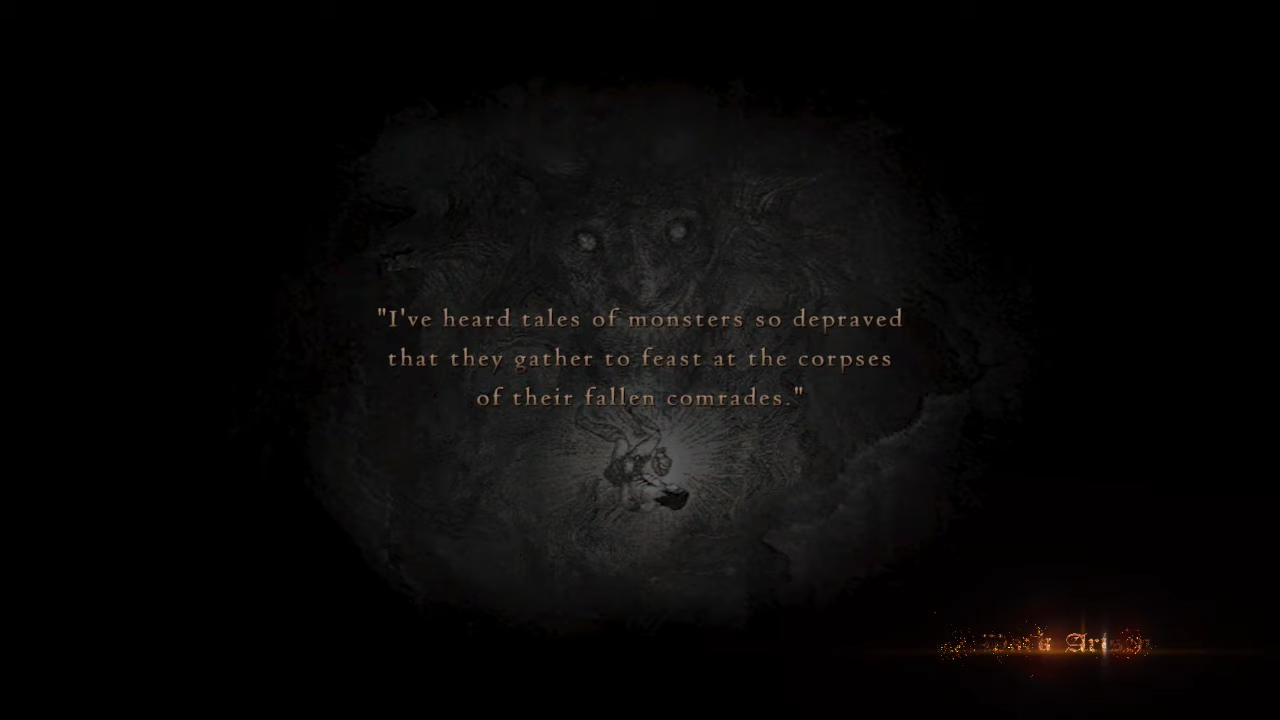 "I've heard tales of monsters so depraved
that they gather to feast at the corpses
of their fallen comrades."